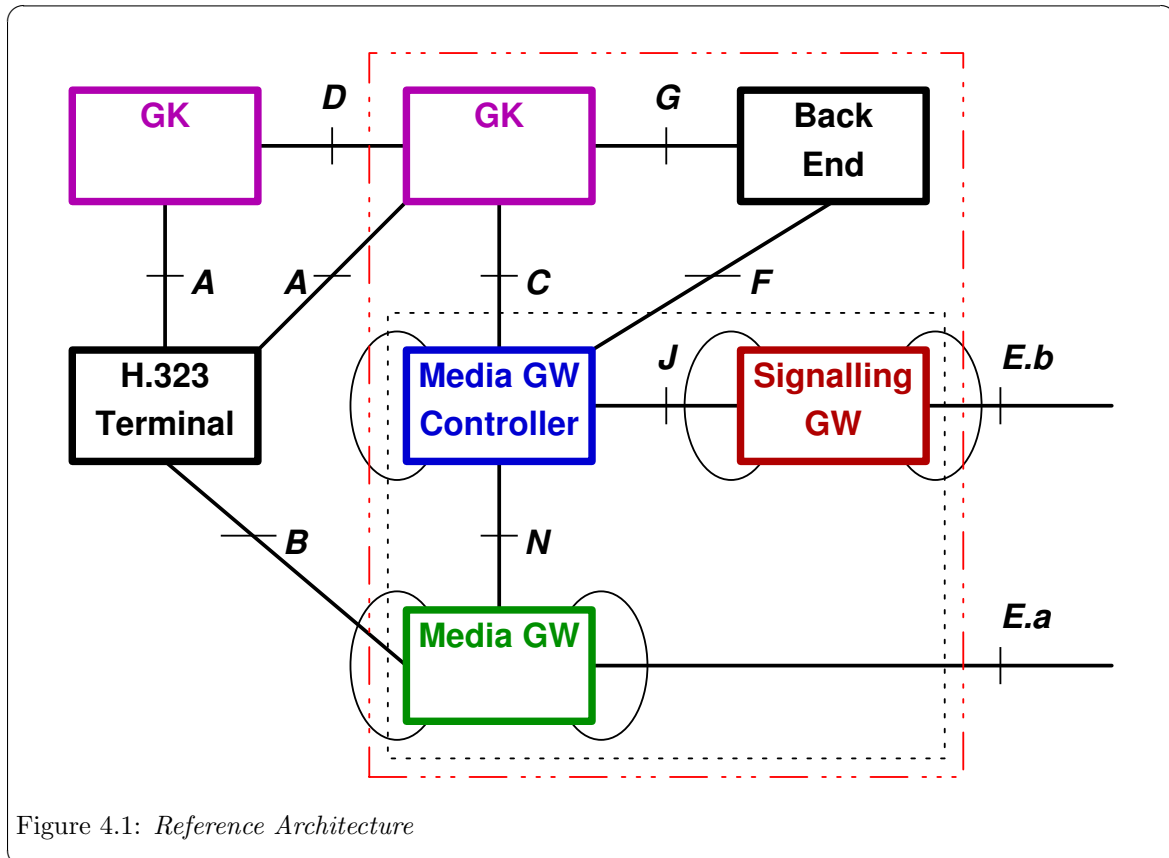 D
G
GK
GK
Back
End
A
A
C
F
H.323
Terminal
Media GW
Controller
J
Signalling
GW
E.b
B
N
Media GW
E.a
Figure 4.1: Reference Architecture